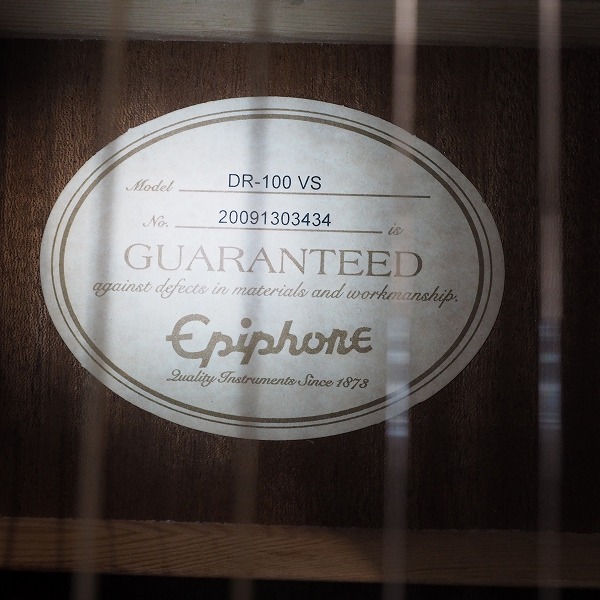 Model DR-100 VS
No. 20091303434 is
GUARANTEED
against defects in materials and workmanship.
Epiphone
Quality Instruments Since 1873